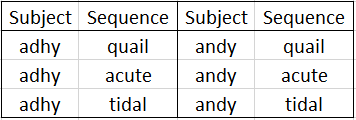 Subject Sequence Subject Sequence
adhy quail andy quail
adhy acute andy acute
adhy tidal andy tidal